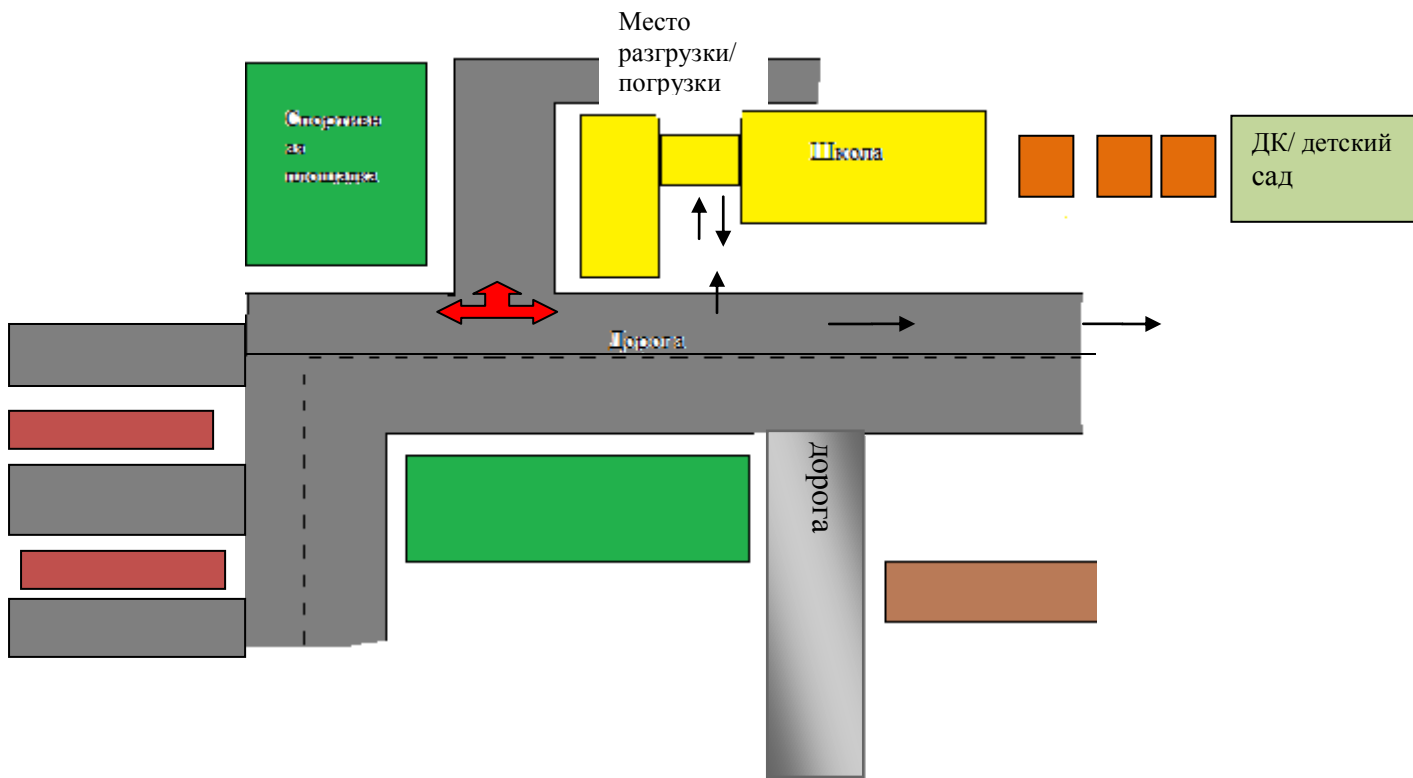 Место
разгрузки/
погрузки
Спортивн
ая
площадка
Школа
ДК/ детский
сад
Дорога
дорога